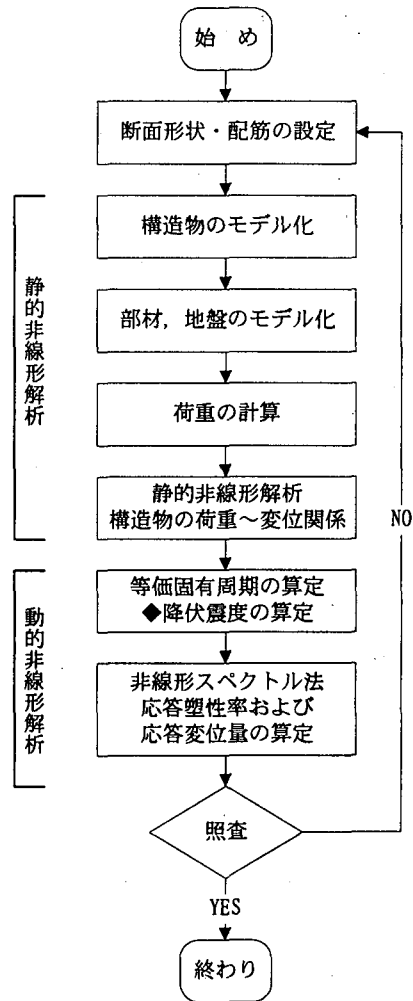 始　め
断面形状・配筋の設定
構造物のモデル化
部材，地盤のモデル化
荷重の計算
静的非線形解析
構造物の荷重～変位関係
静的非線形解析
等価固有周期の算定
◆降伏震度の算定
非線形スペクトル法
応答塑性率および
応答変位量の算定
動的非線形解析
照査
NO
YES
終わり